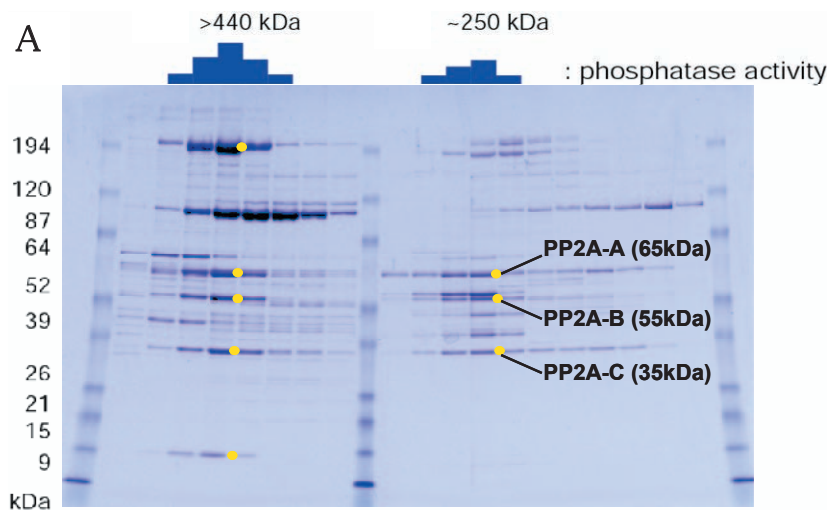 A
>440 kDa
~250 kDa
: phosphatase activity
194
120
87
64
52
39
26
21
15
9
kDa
PP2A-A (65kDa)
PP2A-B (55kDa)
PP2A-C (35kDa)